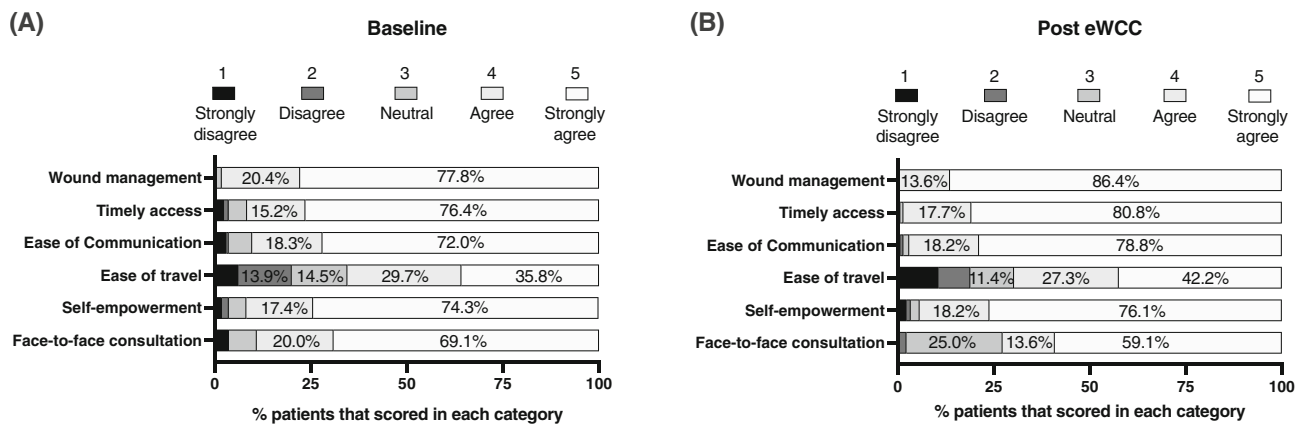 (A)
Baseline
1 2 3 4 5
Strongly disagree Disagree Neutral Agree Strongly agree
Wound management 20.4% 77.8%
Timely access 15.2% 76.4%
Ease of Communication 18.3% 72.0%
Ease of travel 13.9% 14.5% 29.7% 35.8%
Self-empowerment 17.4% 74.3%
Face-to-face consultation 20.0% 69.1%
0 25 50 75 100
% patients that scored in each category
(B)
Post eWCC
1 2 3 4 5
Strongly disagree Disagree Neutral Agree Strongly agree
Wound management 13.6% 86.4%
Timely access 17.7% 80.8%
Ease of Communication 18.2% 78.8%
Ease of travel 11.4% 27.3% 42.2%
Self-empowerment 18.2% 76.1%
Face-to-face consultation 25.0% 13.6% 59.1%
0 25 50 75 100
% patients that scored in each category